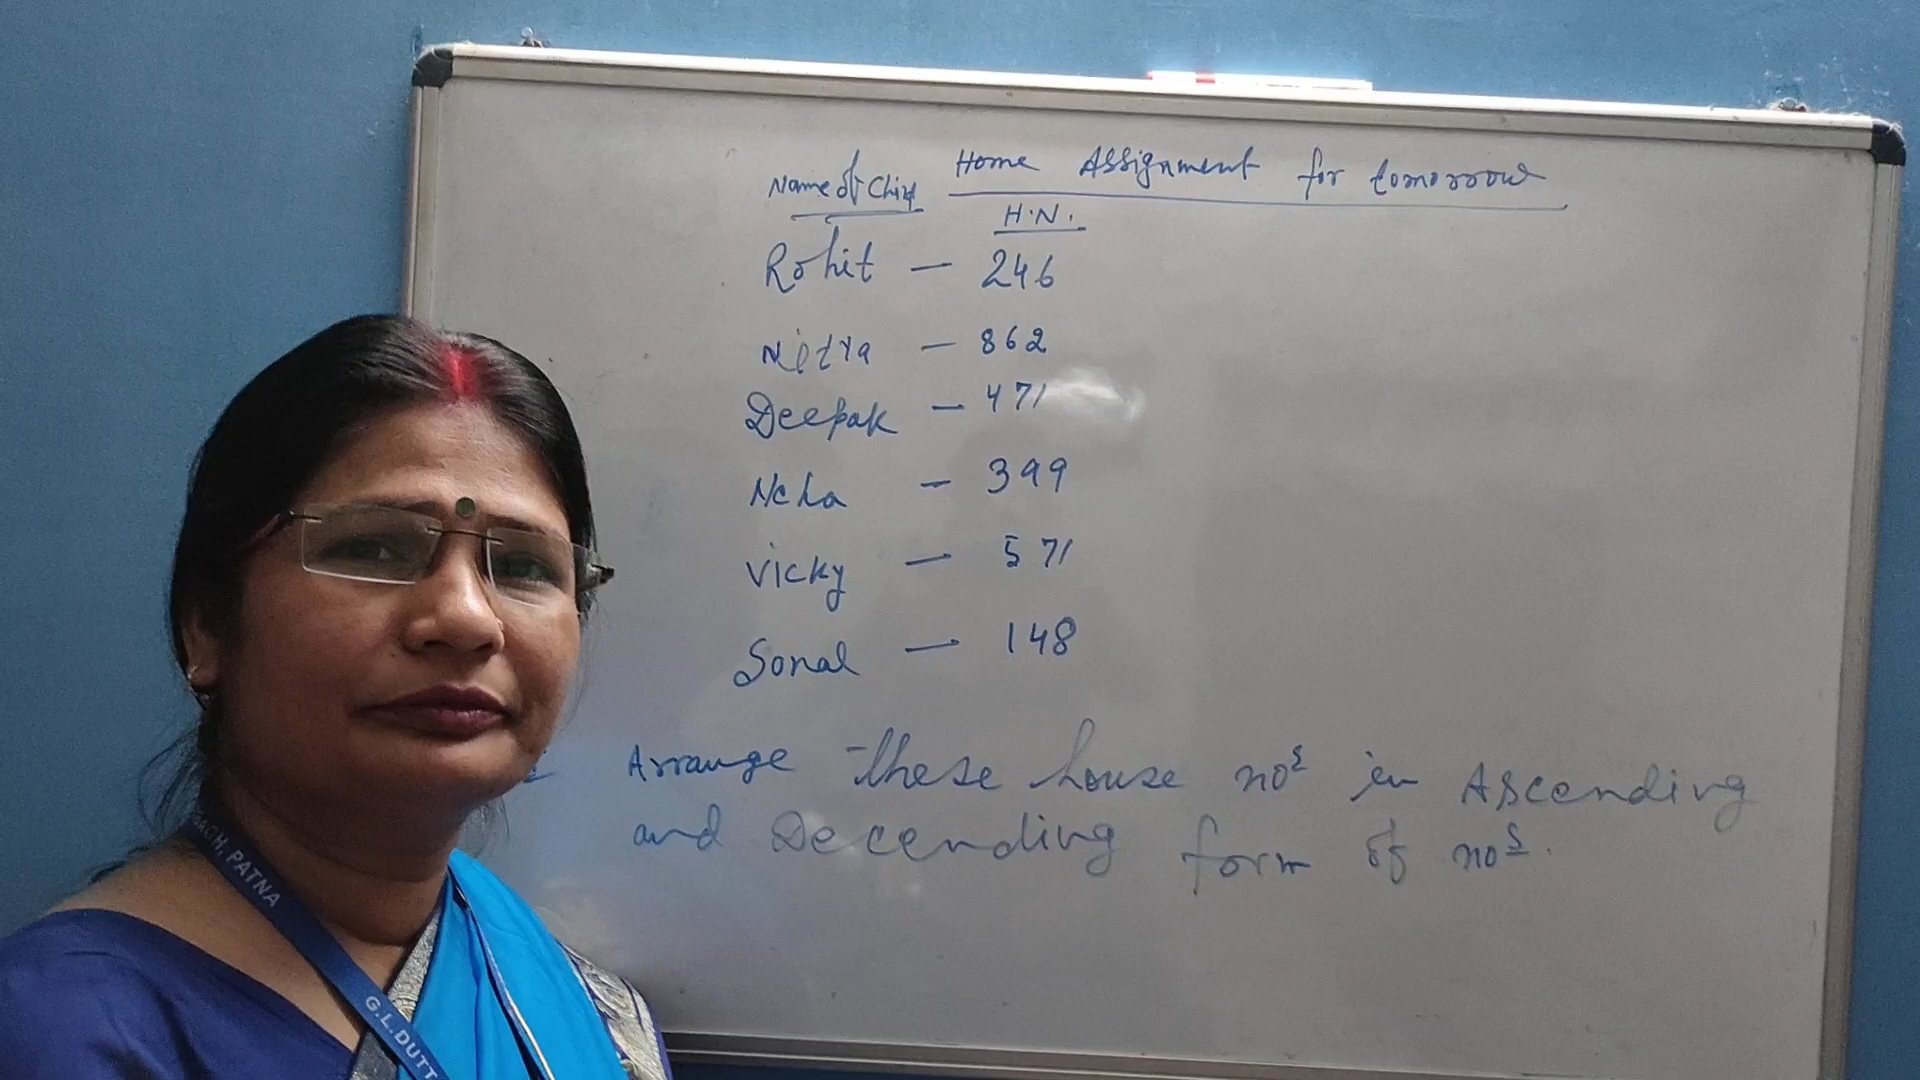 Home Assignment for tomorrow
Name of Child H.N.
Rohit — 246
Nitya — 862
Deepak — 471
Neha — 399
Vicky — 571
Sonal — 148
Arrange these house nos in Ascending
and Decending form of nos.
BAGH, PATNA
G.L.DUTT